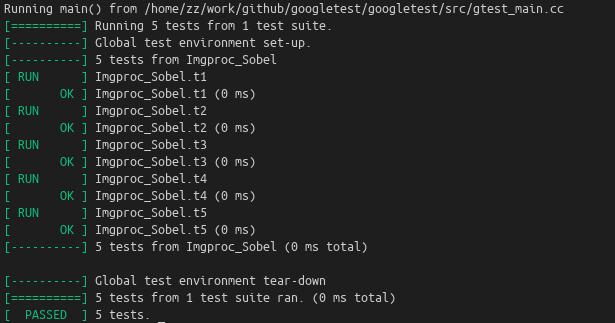 Running main() from /home/zz/work/github/googletest/googletest/src/gtest_main.cc
[==========] Running 5 tests from 1 test suite.
[----------] Global test environment set-up.
[----------] 5 tests from Imgproc_Sobel
[ RUN      ] Imgproc_Sobel.t1
[       OK ] Imgproc_Sobel.t1 (0 ms)
[ RUN      ] Imgproc_Sobel.t2
[       OK ] Imgproc_Sobel.t2 (0 ms)
[ RUN      ] Imgproc_Sobel.t3
[       OK ] Imgproc_Sobel.t3 (0 ms)
[ RUN      ] Imgproc_Sobel.t4
[       OK ] Imgproc_Sobel.t4 (0 ms)
[ RUN      ] Imgproc_Sobel.t5
[       OK ] Imgproc_Sobel.t5 (0 ms)
[----------] 5 tests from Imgproc_Sobel (0 ms total)

[----------] Global test environment tear-down
[==========] 5 tests from 1 test suite ran. (0 ms total)
[  PASSED  ] 5 tests.